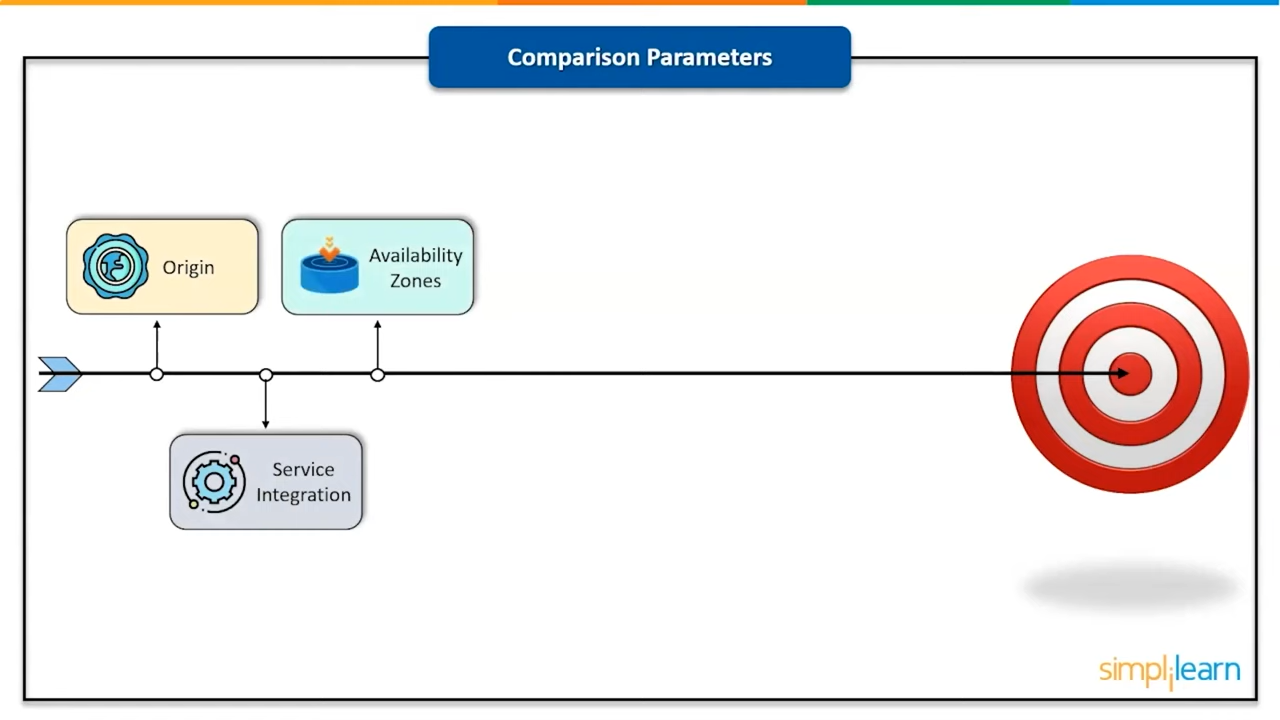 Comparison Parameters
Origin
Availability
Zones
Service
Integration
simplilearn